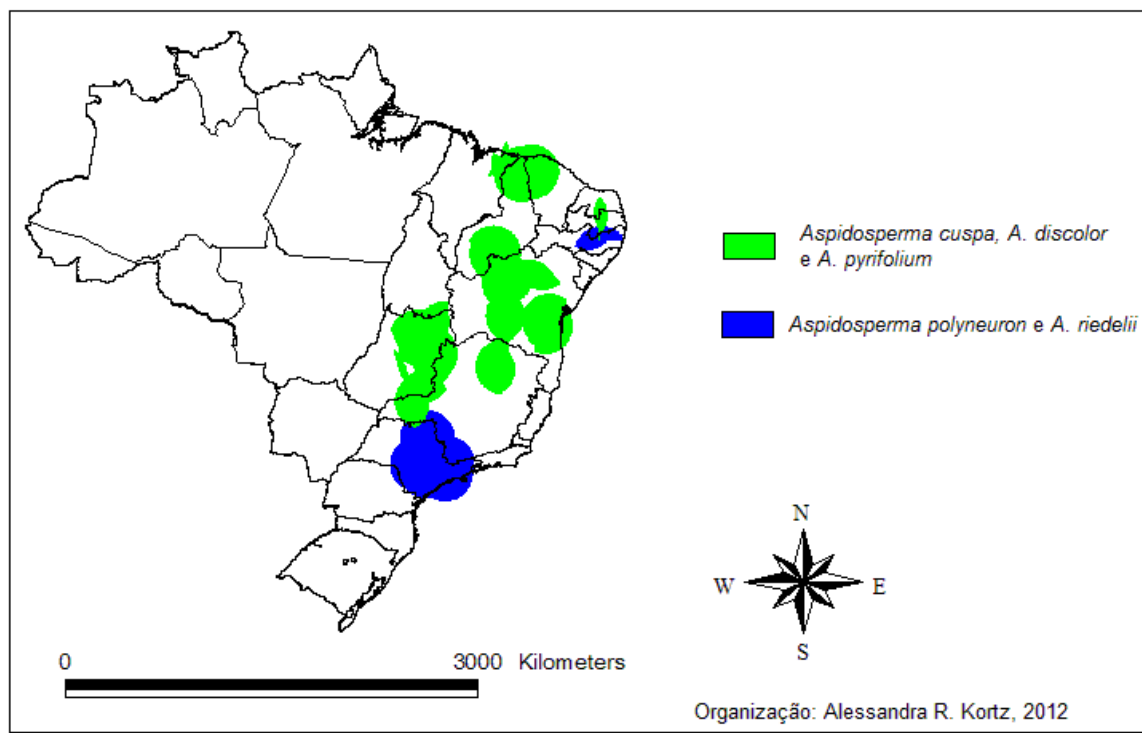 Aspidosperma cuspa, A. discolor
e A. pyrifolium
Aspidosperma polyneuron e A. riedelii
N
W
E
S
0
3000 Kilometers
Organização: Alessandra R. Kortz, 2012